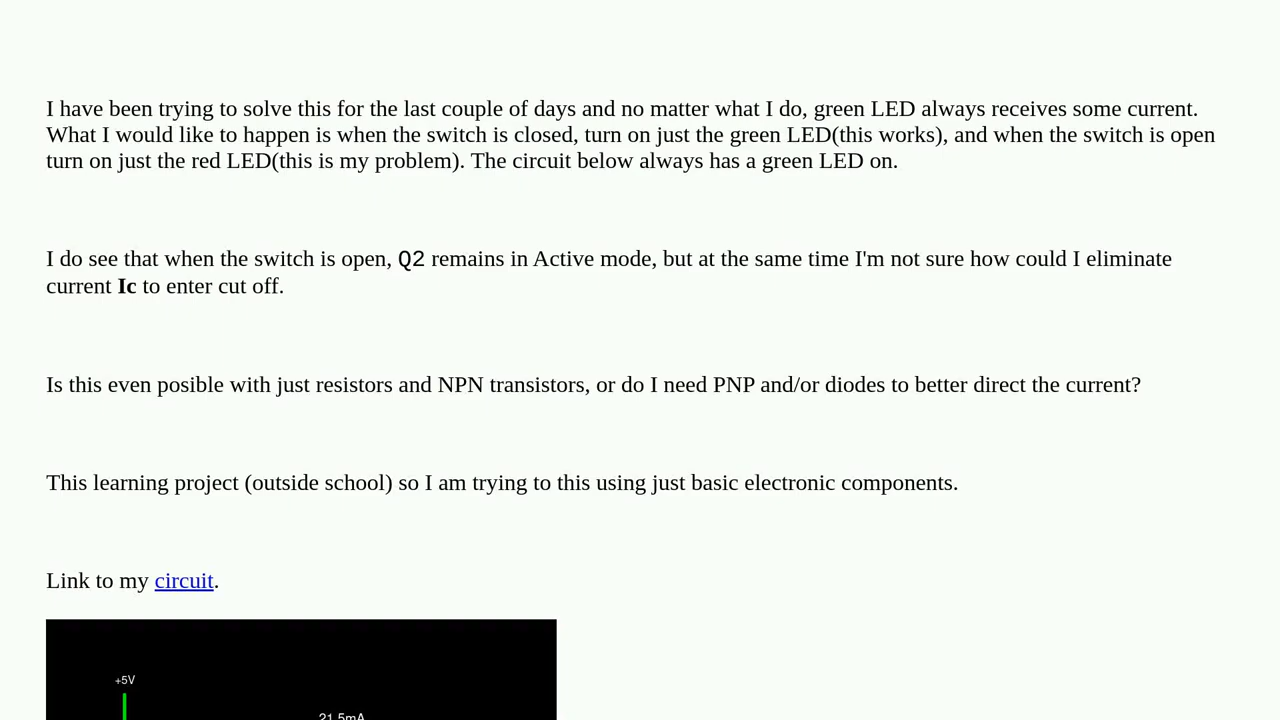 I have been trying to solve this for the last couple of days and no matter what I do, green LED always receives some current.
What I would like to happen is when the switch is closed, turn on just the green LED(this works), and when the switch is open
turn on just the red LED(this is my problem). The circuit below always has a green LED on.
I do see that when the switch is open, Q2 remains in Active mode, but at the same time I'm not sure how could I eliminate
current Ic to enter cut off.
Is this even posible with just resistors and NPN transistors, or do I need PNP and/or diodes to better direct the current?
This learning project (outside school) so I am trying to this using just basic electronic components.
Link to my circuit.
+5V
21.5mA